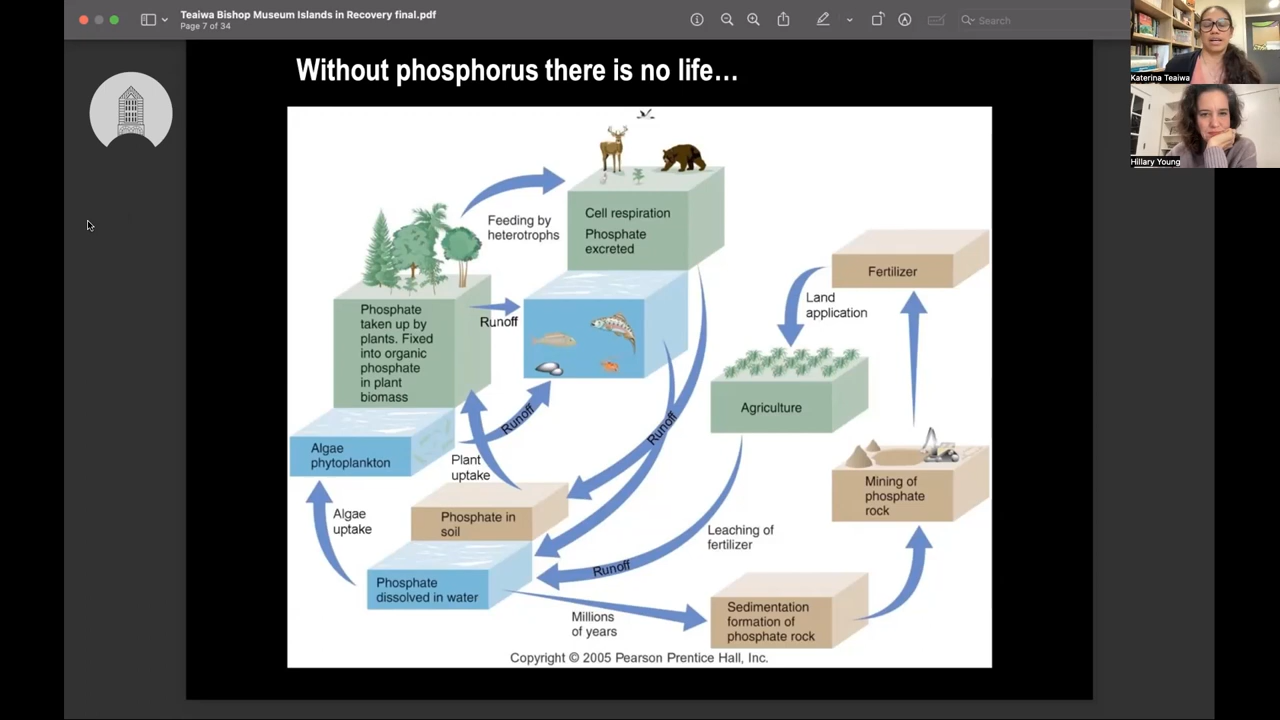 Teaiwa Bishop Museum Islands in Recovery final.pdf
Page 7 of 34
Search
Katerina Teaiwa
Hillary Young
Without phosphorus there is no life…
Feeding by
heterotrophs
Cell respiration
Phosphate
excreted
Fertilizer
Land
application
Phosphate
taken up by
plants. Fixed
into organic
phosphate
in plant
biomass
Runoff
Agriculture
Runoff
Runoff
Algae
phytoplankton
Plant
uptake
Mining of
phosphate
rock
Algae
uptake
Phosphate in
soil
Leaching of
fertilizer
Runoff
Phosphate
dissolved in water
Millions
of years
Sedimentation
formation of
phosphate rock
Copyright © 2005 Pearson Prentice Hall, Inc.